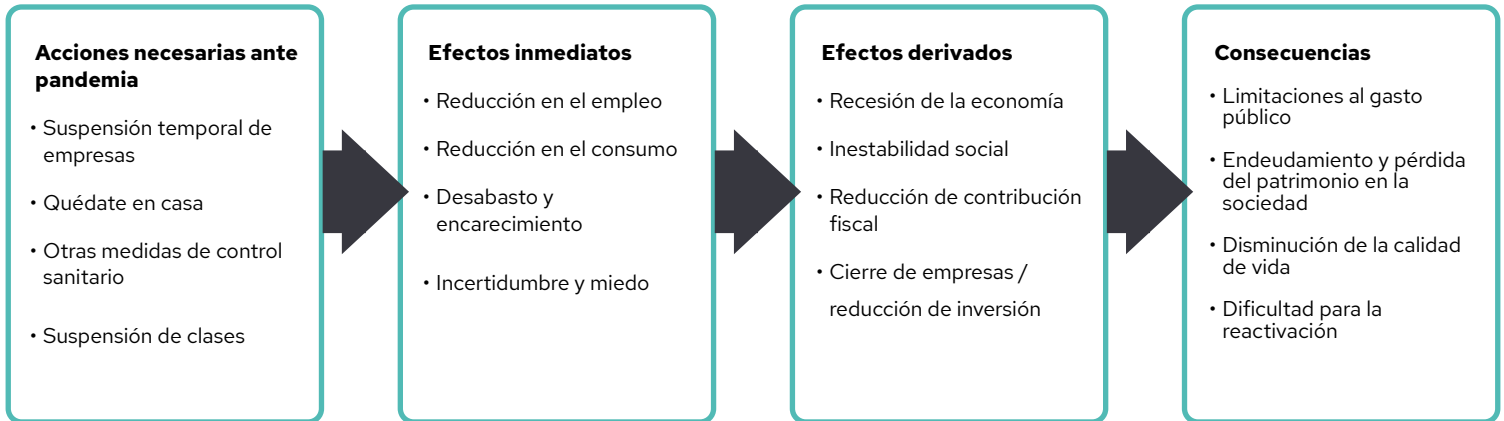 Acciones necesarias ante
pandemia
• Suspensión temporal de
empresas
• Quédate en casa
• Otras medidas de control
sanitario
• Suspensión de clases
Efectos inmediatos
• Reducción en el empleo
• Reducción en el consumo
• Desabasto y
encarecimiento
• Incertidumbre y miedo
Efectos derivados
• Recesión de la economía
• Inestabilidad social
• Reducción de contribución
fiscal
• Cierre de empresas /
reducción de inversión
Consecuencias
• Limitaciones al gasto
público
• Endeudamiento y pérdida
del patrimonio en la
sociedad
• Disminución de la calidad
de vida
• Dificultad para la
reactivación